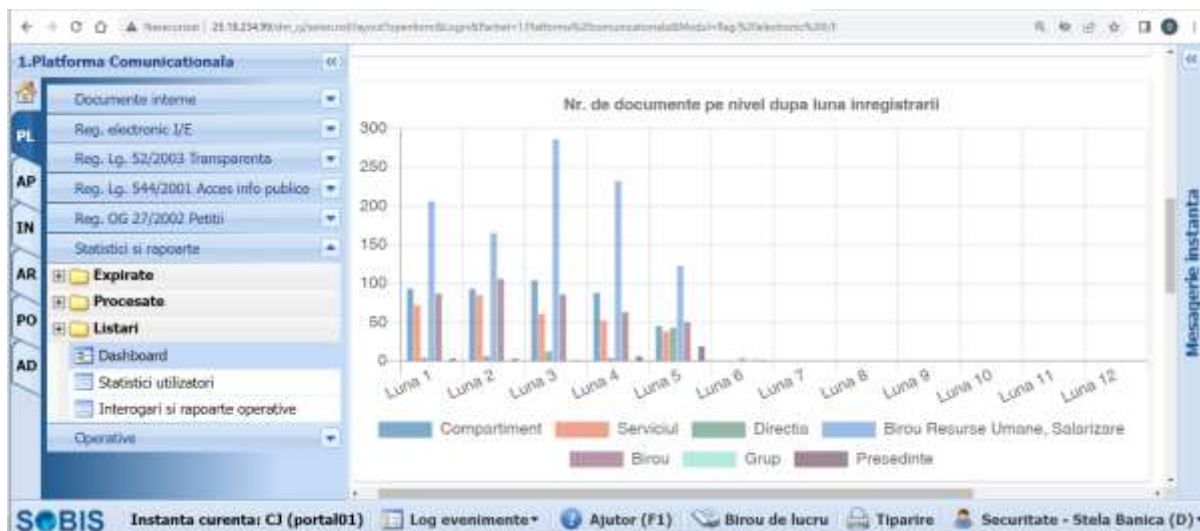 1.Platforma Comunicationala
Documente interne
Reg. electronic I/E
Reg. Lg. 52/2003 Transparenta
Reg. Lg. 544/2001 Acces info publice
Reg. OG 27/2002 Petitii
Statistici si rapoarte
Expirate
Procesate
Listari
Dashboard
Statistici utilizatori
Interogari si rapoarte operative
Operative
PL
AP
IN
AR
PO
AD
Nr. de documente pe nivel dupa luna inregistrarii
300
250
200
150
100
50
0
Luna 1 Luna 2 Luna 3 Luna 4 Luna 5 Luna 6 Luna 7 Luna 8 Luna 9 Luna 10 Luna 11 Luna 12
Compartiment Serviciul Directia Birou Resurse Umane, Salarizare
Birou Grup Presedinte
Mesagerie instanta
SOBIS Instanta curenta: CJ (portal01) Log evenimente Ajutor (F1) Birou de lucru Tiparire Securitate - Stela Banica (D)